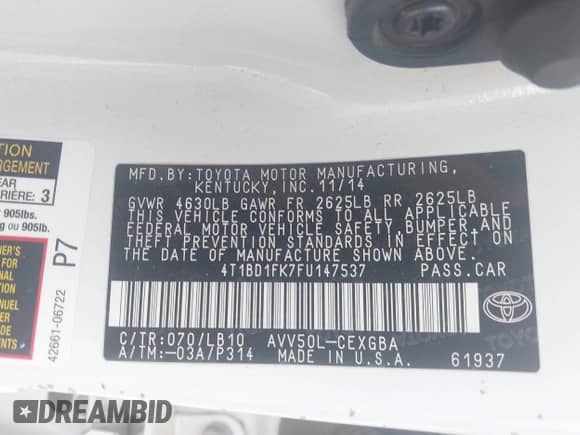 MFD.BY:TOYOTA MOTOR MANUFACTURING,
KENTUCKY,INC.11/14
GVWR 4630LB GAWR FR 2625LB RR 2625LB
THIS VEHICLE CONFORMS TO ALL APPLICABLE
FEDERAL MOTOR VEHICLE SAFETY, BUMPER, AND
THEFT PREVENTION STANDARDS IN EFFECT ON
THE DATE OF MANUFACTURE SHOWN ABOVE.
4T1BD1FK7FU147537 PASS.CAR
C/TR:070/LB10 AVV50L-CEXGBA
A/TM:-03A/P314 MADE IN U.S.A. 61937
TOYOTA
3
905lbs.
ou 905lb.
P7
42661-06722
DREAMBID